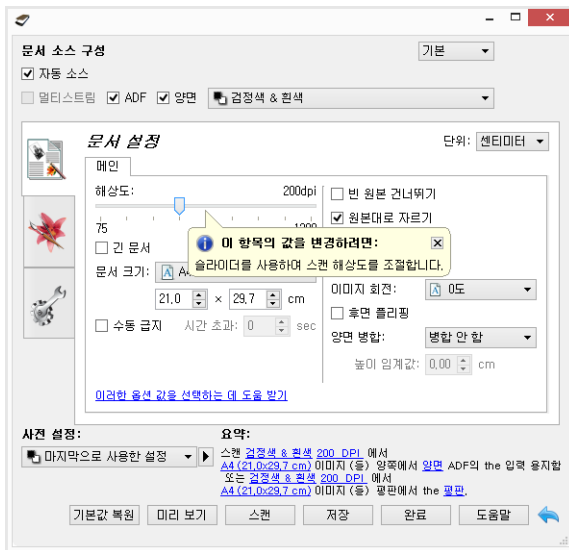 문서 소스 구성
기본
자동 소스
멀티스트림 ADF 양면 검정색 & 흰색
문서 설정
단위: 센티미터
메인
해상도: 200dpi
75
빈 원본 건너뛰기
원본대로 자르기
긴 문서
이 항목의 값을 변경하려면:
슬라이더를 사용하여 스캔 해상도를 조절합니다.
문서 크기:
21,0 × 29,7 cm
수동 급지 시간 초과: 0 sec
이미지 회전: 0도
후면 플리핑
양면 병합: 병합 안 함
높이 임계값: 0,00 cm
이러한 옵션 값을 선택하는 데 도움 받기
사전 설정:
마지막으로 사용한 설정
요약:
스캔 검정색 & 흰색 200 DPI 에서
A4 (21,0x29,7 cm) 이미지 (들) 양쪽에서 양면 ADF의 the 입력 용지함
또는 검정색 & 흰색 200 DPI 에서
A4 (21,0x29,7 cm) 이미지 (들) 평판에서 the 평판.
기본값 복원 미리 보기 스캔 저장 완료 도움말